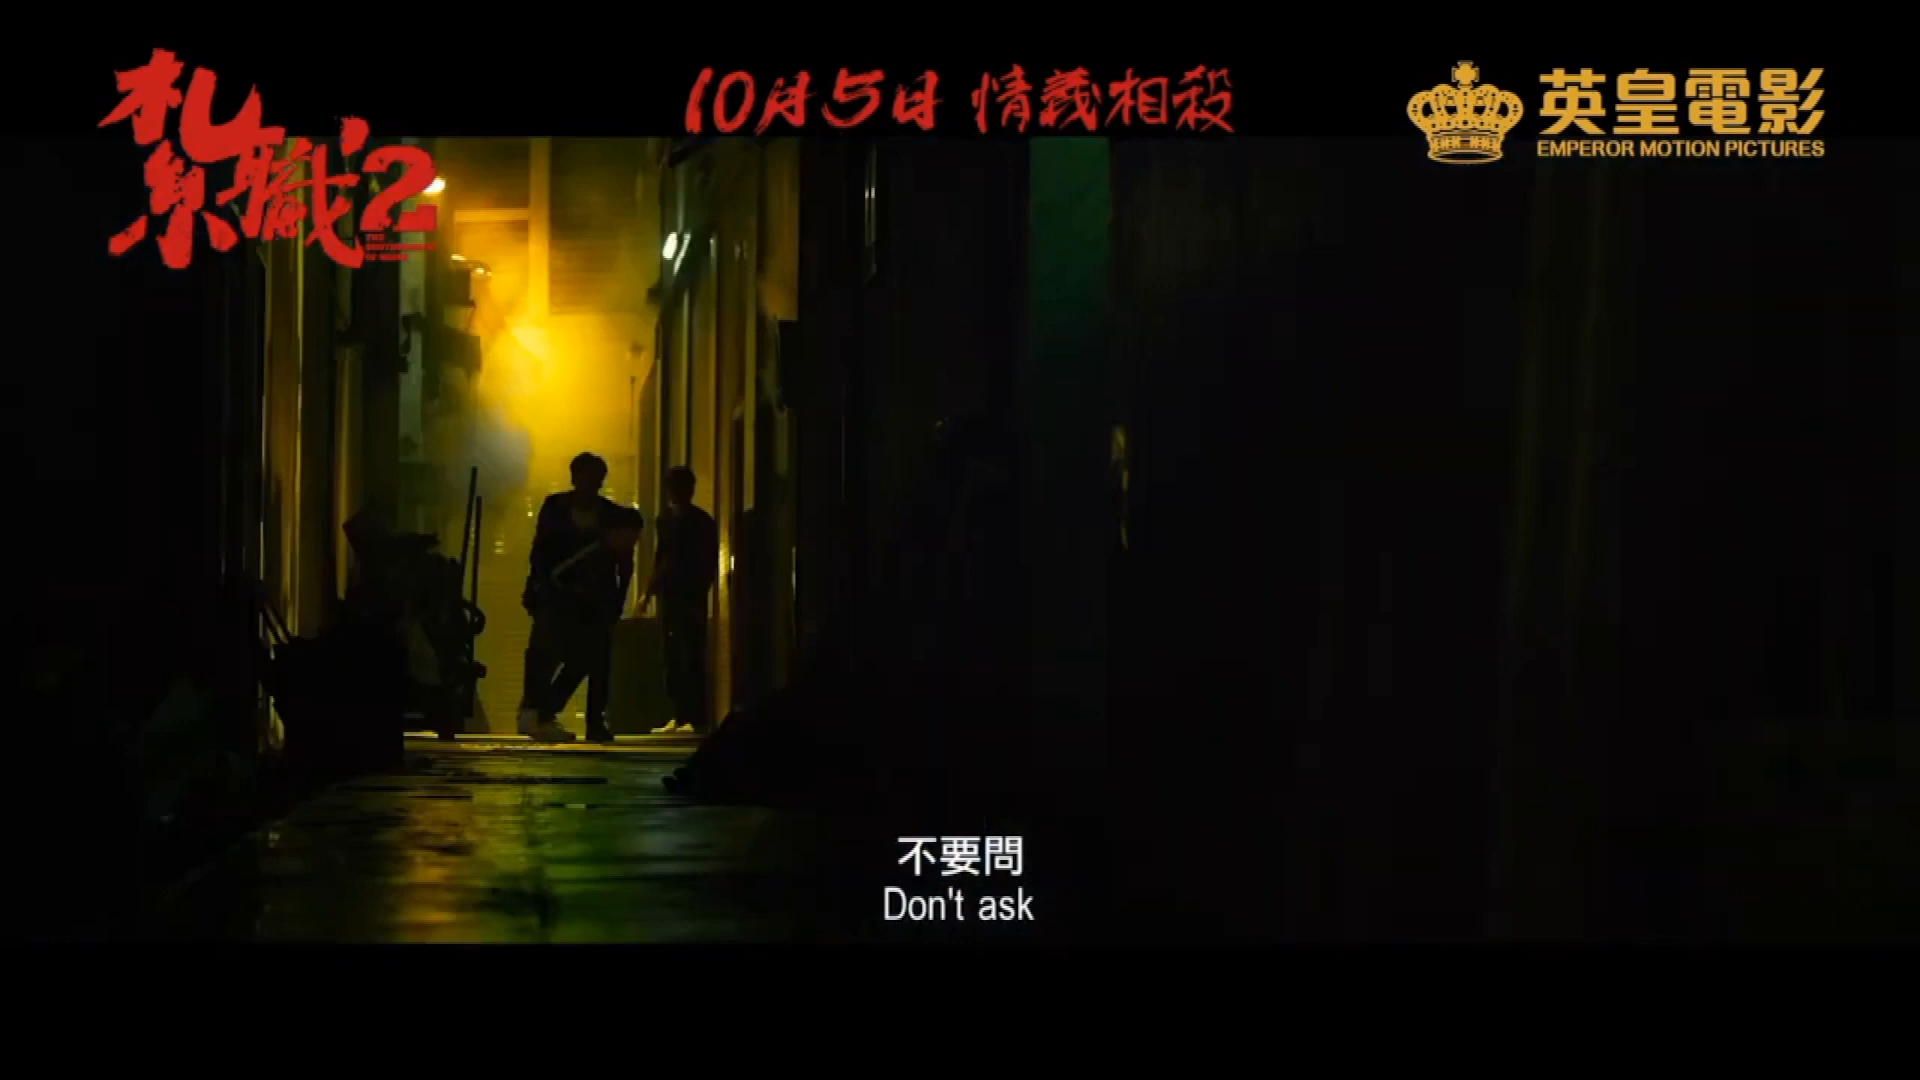 紮職2
10月5日 情義相殺
英皇電影
EMPEROR MOTION PICTURES
不要問
Don't ask